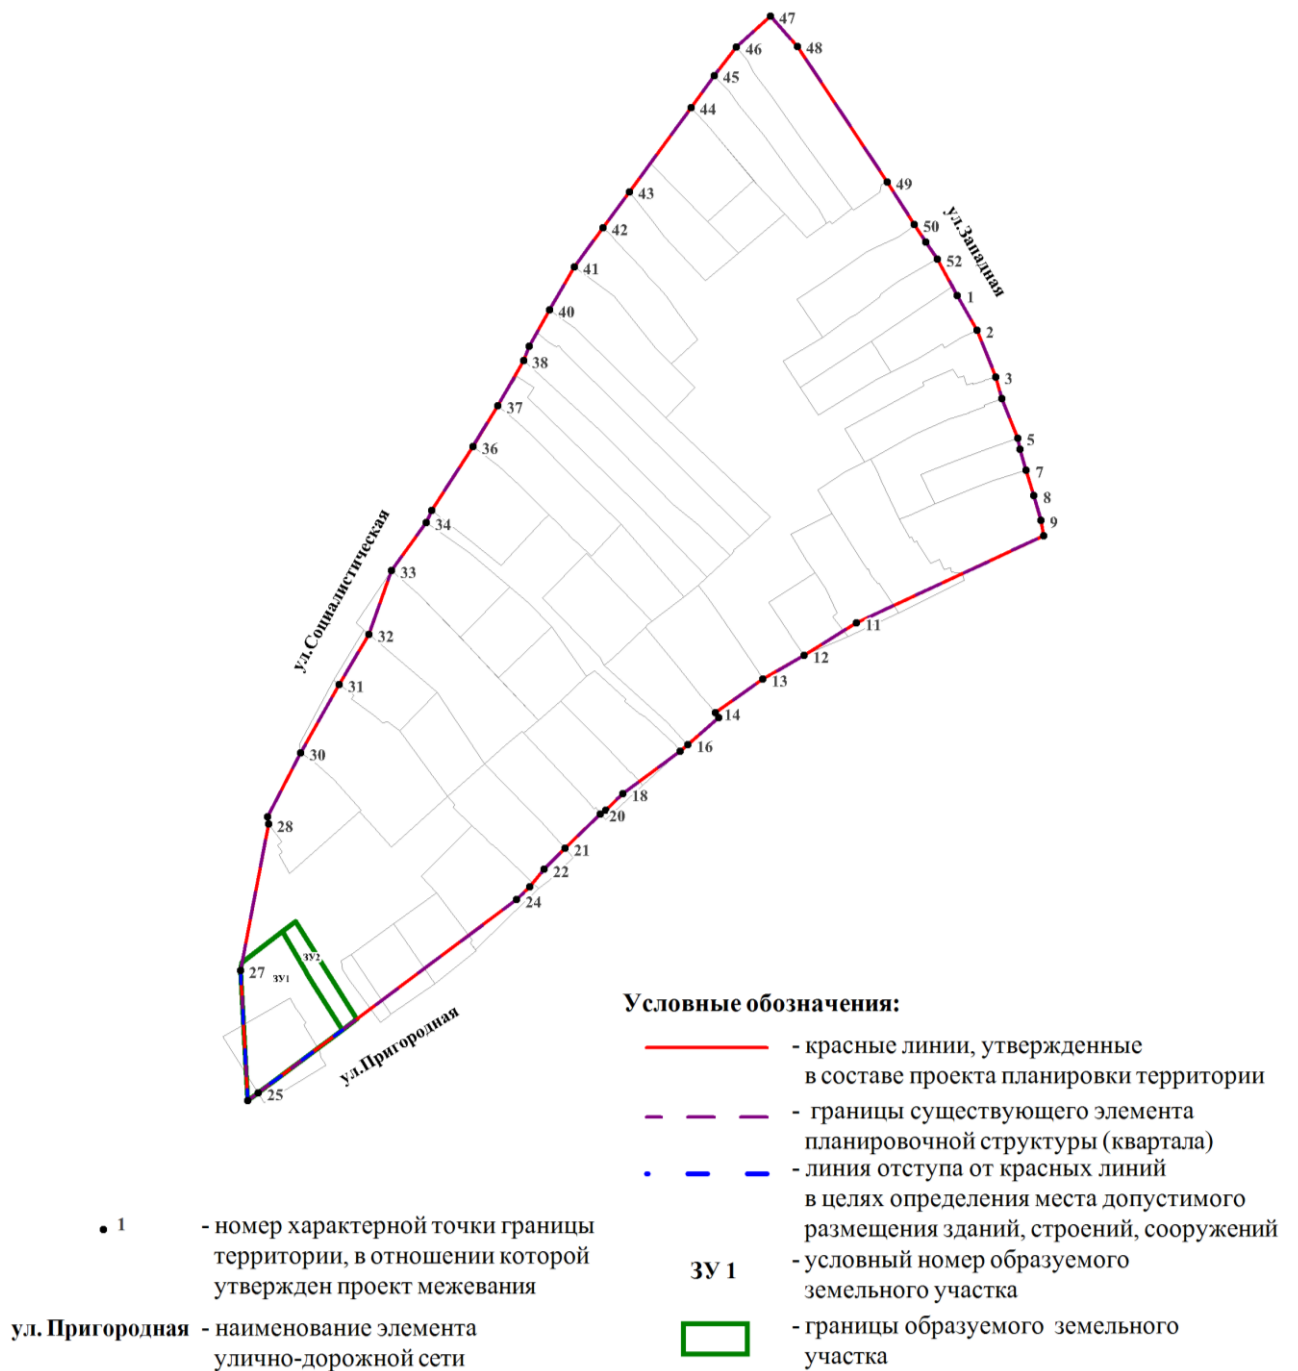 47
46
48
45
44
49
43
50
ул.Западная
42
52
41
1
40
2
38
3
37
36
5
7
8
34
9
ул.Социалистическая
33
11
32
12
31
13
14
30
16
18
28
20
21
22
24
27
ЗУ1
ЗУ2
25
ул.Пригородная
Условные обозначения:
- красные линии, утвержденные
в составе проекта планировки территории
- границы существующего элемента
планировочной структуры (квартала)
- линия отступа от красных линий
в целях определения места допустимого
размещения зданий, строений, сооружений
ЗУ 1 - условный номер образуемого
земельного участка
- границы образуемого земельного
участка
1 - номер характерной точки границы
территории, в отношении которой
утвержден проект межевания
ул. Пригородная - наименование элемента
улично-дорожной сети